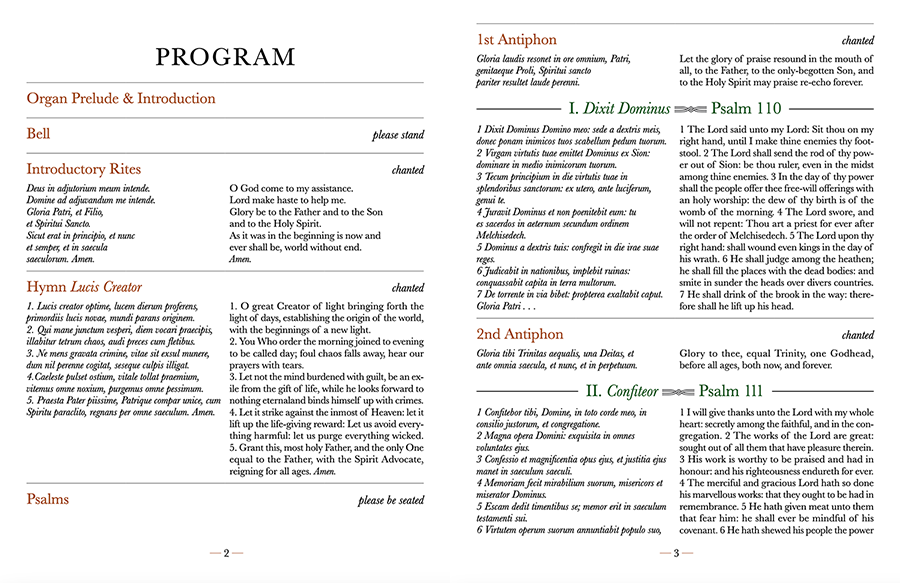 PROGRAM
Organ Prelude & Introduction
Bell please stand
Introductory Rites chanted
Deus in adjutorium meum intende.
Domine ad adjuvandum me intende.
Gloria Patri, et Filio,
et Spiritui Sancto.
Sicut erat in principio, et nunc
et semper, et in saecula
saeculorum. Amen.
O God come to my assistance.
Lord make haste to help me.
Glory be to the Father and to the Son
and to the Holy Spirit.
As it was in the beginning is now and
ever shall be, world without end.
Amen.
Hymn Lucis Creator chanted
1. Lucis creator optime, lucem dierum proferens,
primordiis lucis novae, mundi parans originem.
2. Qui mane junctum vesperi, diem vocari praecipis,
illabitur tetrum chaos, audi preces cum fletibus.
3. Ne mens gravata crimine, vitae sit exsul munere,
dum nil perenne cogitat, seseque culpis illigat.
4.Caeleste pulset ostium, vitale tollat praemium,
vitemus omne noxium, purgemus omne pessimum.
5. Praesta Pater piissime, Patrique compar unice, cum
Spiritu paraclito, regnans per omne saeculum. Amen.
1. O great Creator of light bringing forth the
light of days, establishing the origin of the world,
with the beginnings of a new light.
2. You Who order the morning joined to evening
to be called day; foul chaos falls away, hear our
prayers with tears.
3. Let not the mind burdened with guilt, be an ex-
ile from the gift of life, while he looks forward to
nothing eternaland binds himself up with crimes.
4. Let it strike against the inmost of Heaven: let it
lift up the life-giving reward: Let us avoid every-
thing harmful: let us purge everything wicked.
5. Grant this, most holy Father, and the only One
equal to the Father, with the Spirit Advocate,
reigning for all ages. Amen.
Psalms please be seated
2
1st Antiphon chanted
Gloria laudis resonet in ore omnium, Patri,
genitaeque Proli, Spiritui sancto
pariter resultet laude perenni.
Let the glory of praise resound in the mouth of
all, to the Father, to the only-begotten Son, and
to the Holy Spirit may praise re-echo forever.
I. Dixit Dominus Psalm 110
1 Dixit Dominus Domino meo: sede a dextris meis,
donec ponam inimicos tuos scabellum pedum tuorum.
2 Virgam virtutis tuae emittet Dominus ex Sion:
dominare in medio inimicorum tuorum.
3 Tecum principium in die virtutis tuae in
splendoribus sanctorum: ex utero, ante luciferum,
genui te.
4 Juravit Dominus et non poenitebit eum: tu
es sacerdos in aeternum secundum ordinem
Melchisedech.
5 Dominus a dextris tuis: confregit in die irae suae
reges.
6 Judicabit in nationibus, implebit ruinas:
conquassabit capita in terra multorum.
7 De torrente in via bibet: propterea exaltabit caput.
Gloria Patri . . .
1 The Lord said unto my Lord: Sit thou on my
right hand, until I make thine enemies thy foot-
stool. 2 The Lord shall send the rod of thy pow-
er out of Sion: be thou ruler, even in the midst
among thine enemies. 3 In the day of thy power
shall the people offer thee free-will offerings with
an holy worship: the dew of thy birth is of the
womb of the morning. 4 The Lord swore, and
will not repent: Thou art a priest for ever after
the order of Melchisedech. 5 The Lord upon thy
right hand: shall wound even kings in the day of
his wrath. 6 He shall judge among the heathen;
he shall fill the places with the dead bodies: and
smite in sunder the heads over divers countries.
7 He shall drink of the brook in the way: there-
fore shall he lift up his head.
2nd Antiphon chanted
Gloria tibi Trinitas aequalis, una Deitas, et
ante omnia saecula, et nunc, et in perpetuum.
Glory to thee, equal Trinity, one Godhead,
before all ages, both now, and forever.
II. Confiteor Psalm 111
1 Confitebor tibi, Domine, in toto corde meo, in
consilio justorum, et congregatione.
2 Magna opera Domini: exquisita in omnes
voluntates ejus.
3 Confessio et magnificentia opus ejus, et justitia ejus
manet in saeculum saeculi.
4 Memoriam fecit mirabilium suorum, misericors et
miserator Dominus.
5 Escam dedit timentibus se; memor erit in saeculum
testamenti sui.
6 Virtutem operum suorum annuntiabit populo suo,
1 I will give thanks unto the Lord with my whole
heart: secretly among the faithful, and in the con-
gregation. 2 The works of the Lord are great:
sought out of all them that have pleasure therein.
3 His work is worthy to be praised and had in
honour: and his righteousness endureth for ever.
4 The merciful and gracious Lord hath so done
his marvellous works: that they ought to be had in
remembrance. 5 He hath given meat unto them
that fear him: he shall ever be mindful of his
covenant. 6 He hath shewed his people the power
3